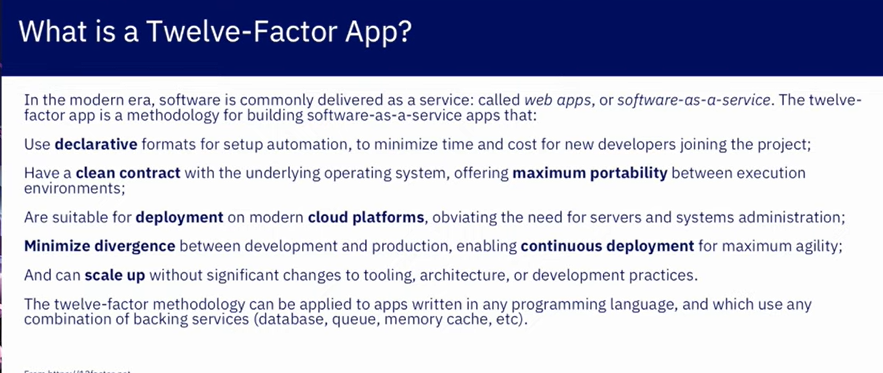 What is a Twelve-Factor App?
In the modern era, software is commonly delivered as a service: called web apps, or software-as-a-service. The twelve-
factor app is a methodology for building software-as-a-service apps that:
Use declarative formats for setup automation, to minimize time and cost for new developers joining the project;
Have a clean contract with the underlying operating system, offering maximum portability between execution
environments;
Are suitable for deployment on modern cloud platforms, obviating the need for servers and systems administration;
Minimize divergence between development and production, enabling continuous deployment for maximum agility;
And can scale up without significant changes to tooling, architecture, or development practices.
The twelve-factor methodology can be applied to apps written in any programming language, and which use any
combination of backing services (database, queue, memory cache, etc).